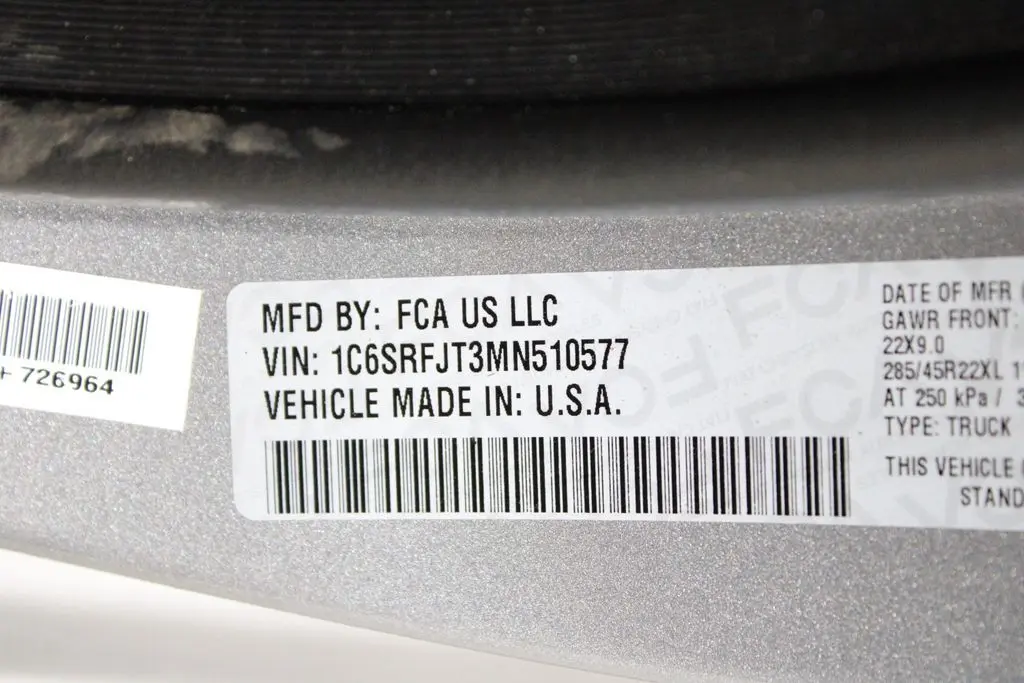 + 726964
MFD BY: FCA US LLC
VIN: 1C6SRFJT3MN510577
VEHICLE MADE IN: U.S.A.
DATE OF MFR
GAWR FRONT:
22X9.0
285/45R22XL
AT 250 kPa /
TYPE: TRUCK
THIS VEHICLE